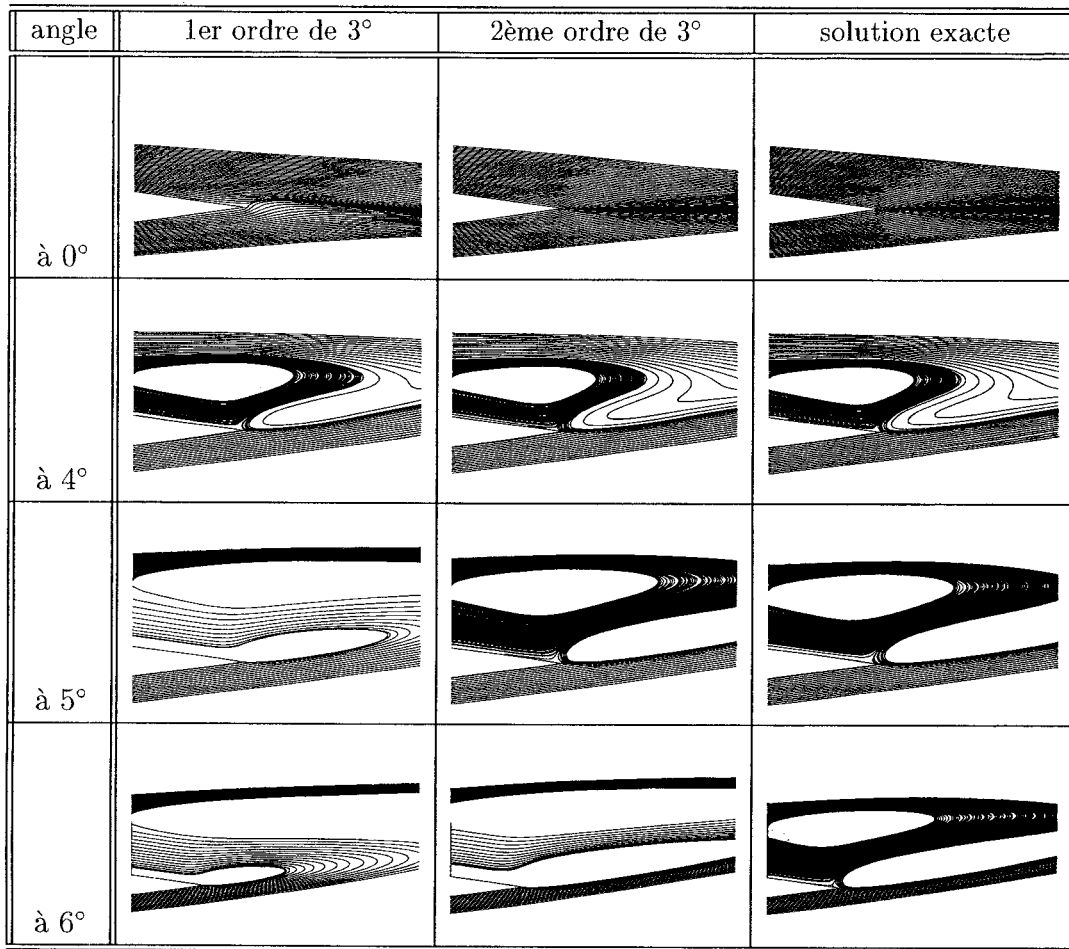 angle 1er ordre de 3° 2ème ordre de 3° solution exacte
à 0°
à 4°
à 5°
à 6°